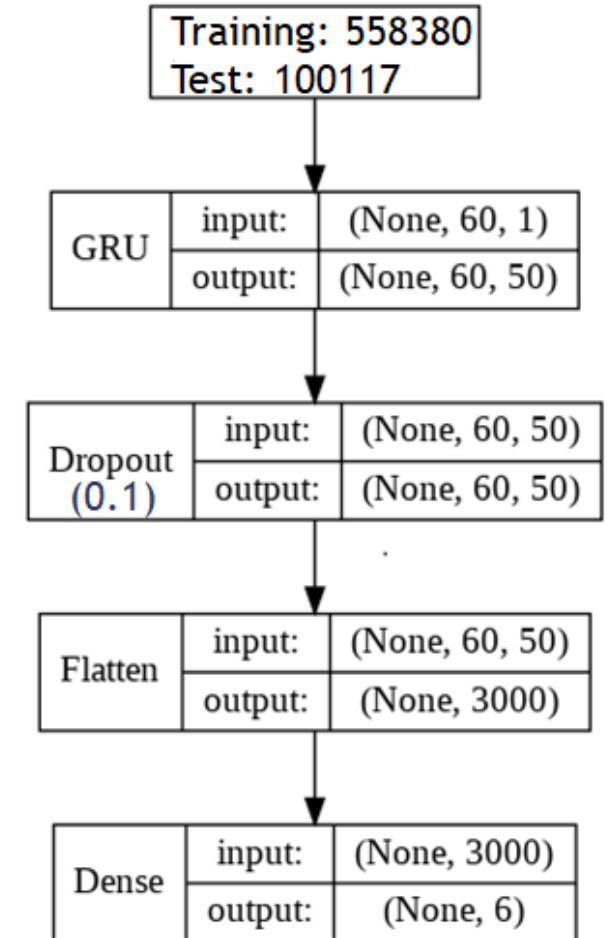 Training: 558380
Test: 100117
GRU
input: (None, 60, 1)
output: (None, 60, 50)
Dropout
(0.1)
input: (None, 60, 50)
output: (None, 60, 50)
Flatten
input: (None, 60, 50)
output: (None, 3000)
Dense
input: (None, 3000)
output: (None, 6)